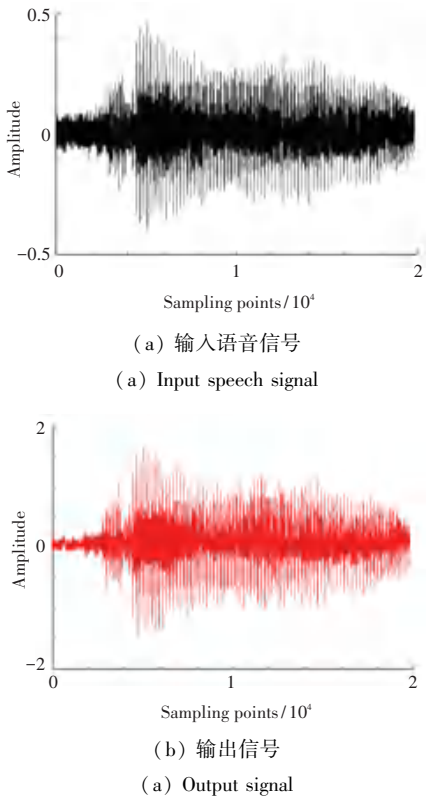 0.5
Amplitude
0
−0.5
0 1 2
Sampling points/10⁴
(a) 输入语音信号
(a) Input speech signal
2
Amplitude
0
−2
0 1 2
Sampling points/10⁴
(b) 输出信号
(a) Output signal